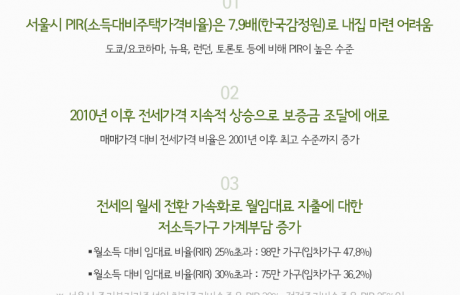 01
서울시 PIR(소득대비주택가격비율)은 7.9배(한국감정원)로 내집 마련 어려움
도쿄/요코하마, 뉴욕, 런던, 토론토 등에 비해 PIR이 높은 수준
02
2010년 이후 전세가격 지속적 상승으로 보증금 조달에 애로
매매가격 대비 전세가격 비율은 2001년 이후 최고 수준까지 증가
03
전세의 월세 전환 가속화로 월임대료 지출에 대한
저소득가구 가계부담 증가
▪월소득 대비 임대료 비율(RIR) 25%초과 : 98만 가구(임차가구 47.8%)
▪월소득 대비 임대료 비율(RIR) 30%초과 : 75만 가구(임차가구 36.2%)